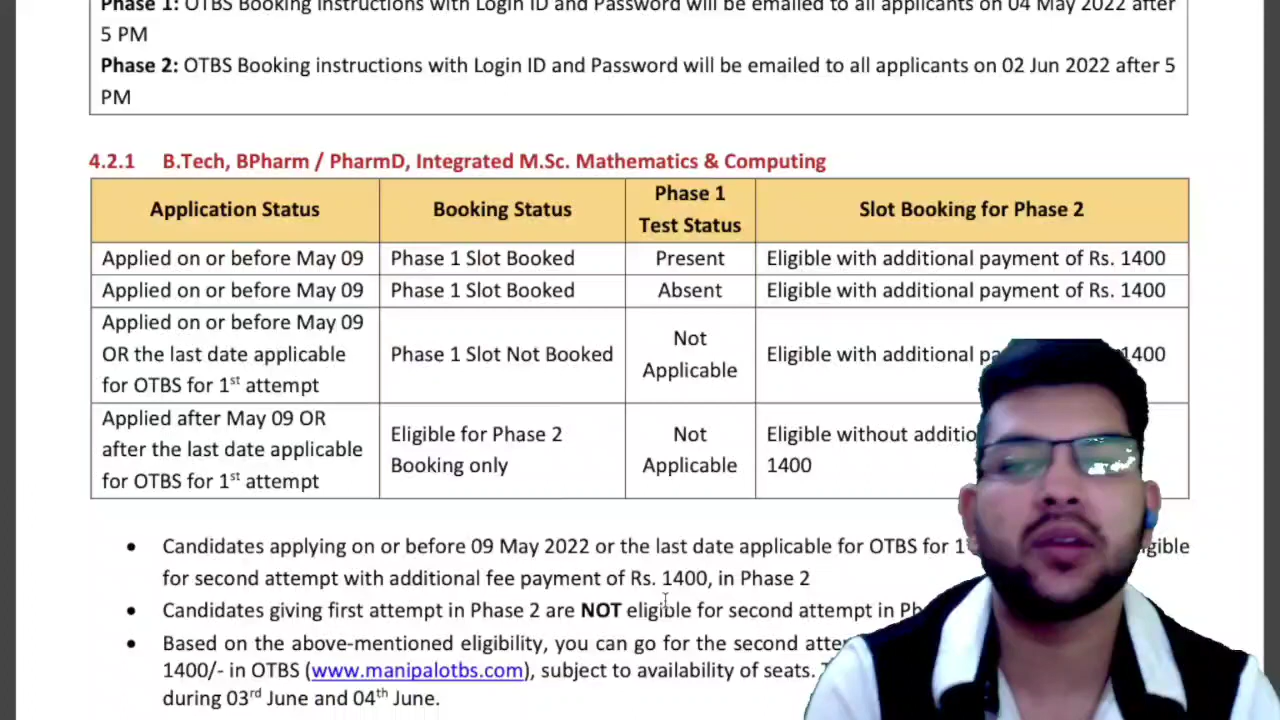 Phase 1: OTBS Booking instructions with Login ID and Password will be emailed to all applicants on 04 May 2022 after
5 PM
Phase 2: OTBS Booking instructions with Login ID and Password will be emailed to all applicants on 02 Jun 2022 after 5
PM
4.2.1 B.Tech, BPharm / PharmD, Integrated M.Sc. Mathematics & Computing
Application Status
Booking Status
Phase 1
Test Status
Slot Booking for Phase 2
Applied on or before May 09
Phase 1 Slot Booked
Present
Eligible with additional payment of Rs. 1400
Applied on or before May 09
Phase 1 Slot Booked
Absent
Eligible with additional payment of Rs. 1400
Applied on or before May 09
OR the last date applicable
for OTBS for 1st attempt
Phase 1 Slot Not Booked
Not
Applicable
Eligible with additional 1400
Applied after May 09 OR
after the last date applicable
for OTBS for 1st attempt
Eligible for Phase 2
Booking only
Not
Applicable
Eligible without
1400
• Candidates applying on or before 09 May 2022 or the last date applicable for OTBS for
for second attempt with additional fee payment of Rs. 1400, in Phase 2
• Candidates giving first attempt in Phase 2 are NOT eligible for second attempt in
• Based on the above-mentioned eligibility, you can go for the second
1400/- in OTBS (www.manipalotbs.com), subject to availability of seats.
during 03rd June and 04th June.